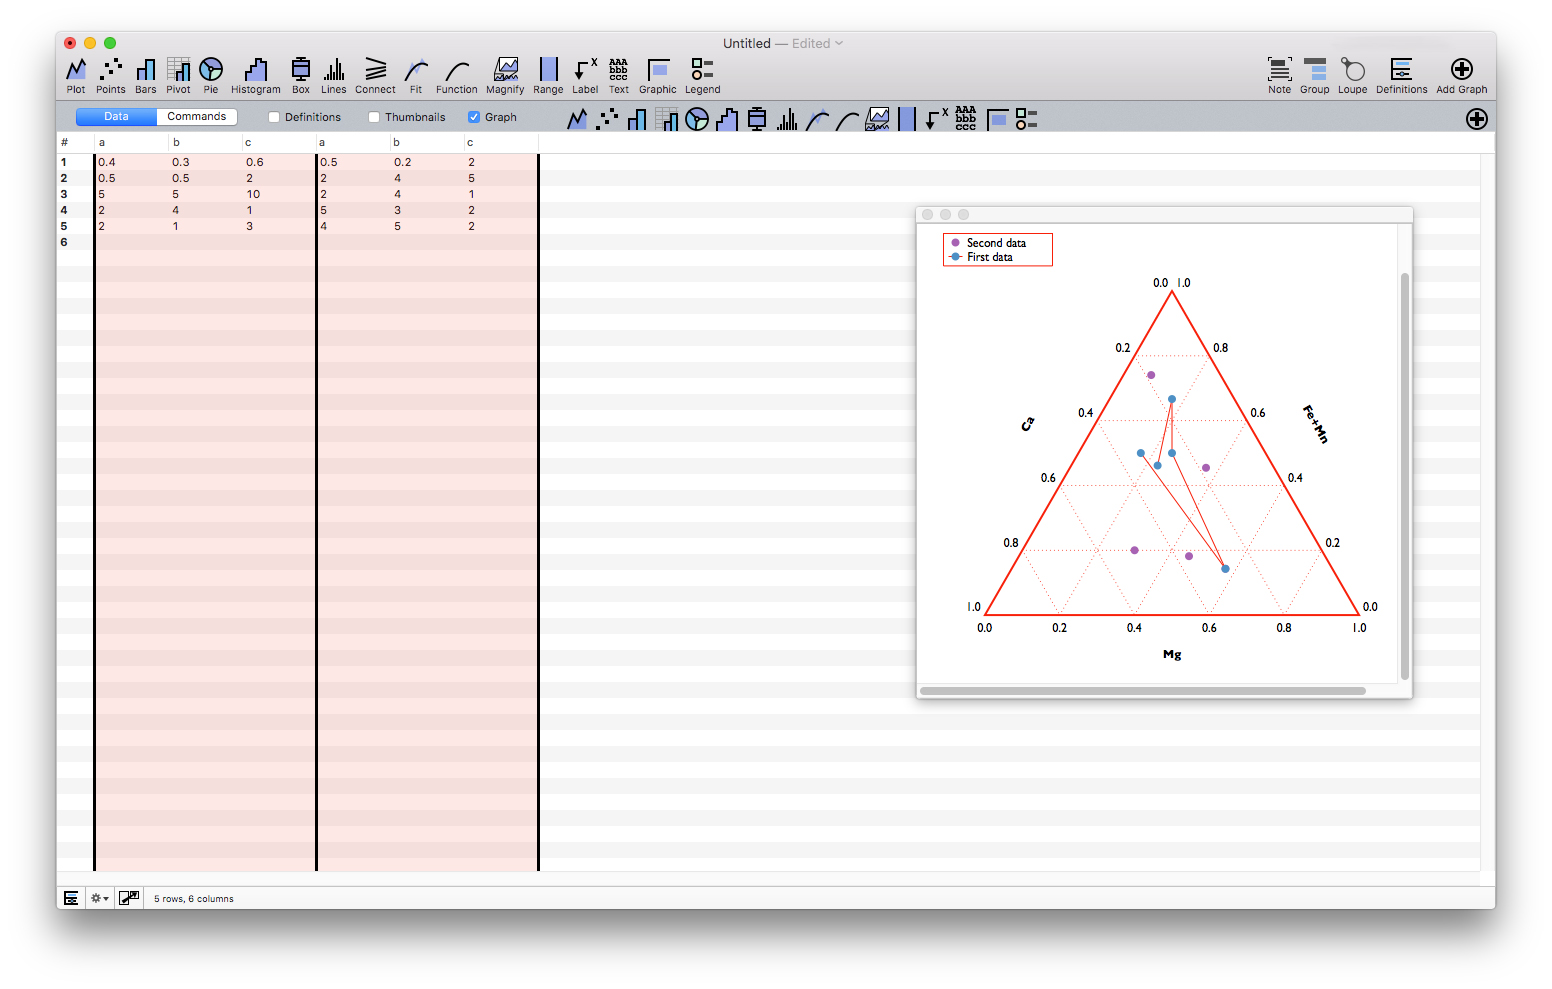 Untitled — Edited
Plot Points Bars Pivot Pie Histogram Box Lines Connect Fit Function Magnify Range Label Text Graphic Legend Note Group Loupe Definitions Add Graph
Data Commands Definitions Thumbnails Graph
# a b c a b c
1 0.4 0.3 0.6 0.5 0.2 2
2 0.5 0.5 2 2 4 5
3 5 5 10 2 4 1
4 2 4 1 5 3 2
5 2 1 3 4 5 2
6
Second data
First data
0.0 1.0
0.2 0.8
0.4 0.6
Ca Fe+Mn
0.6 0.4
0.8 0.2
1.0 0.0
0.0 0.2 0.4 0.6 0.8 1.0
Mg
5 rows, 6 columns